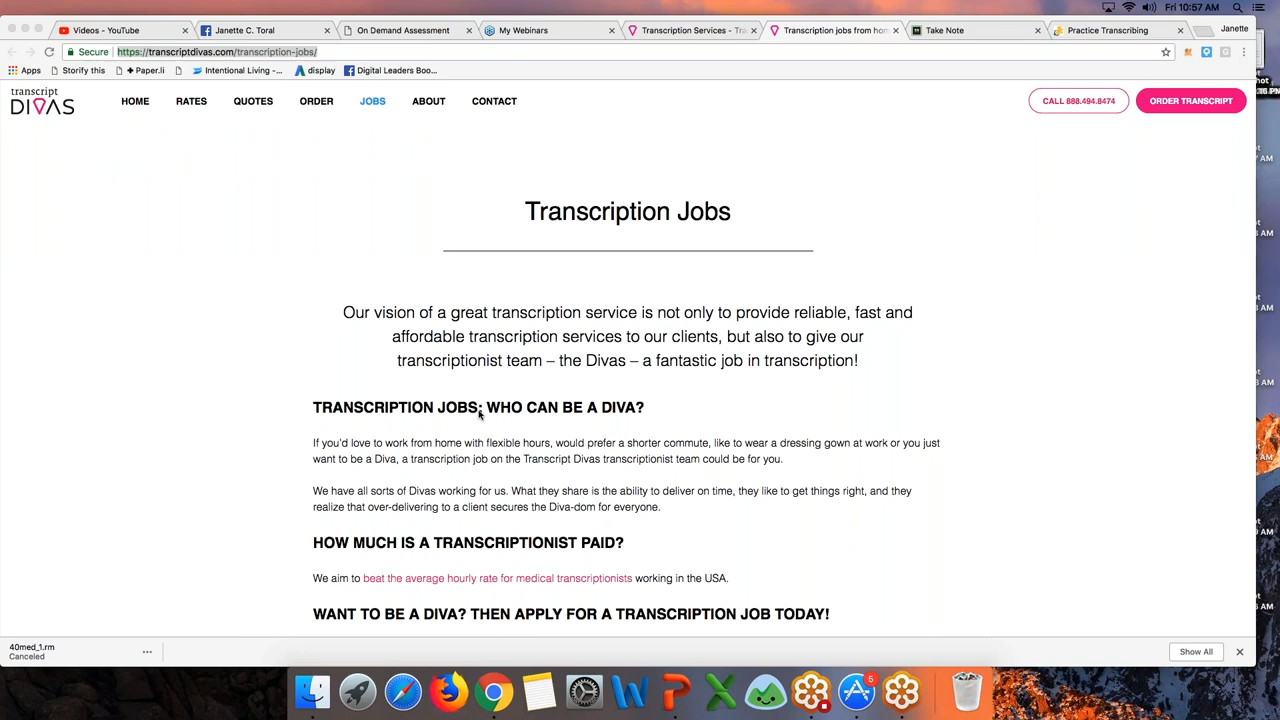 Fri 10:57 AM
Videos - YouTube
Janette C. Toral
On Demand Assessment
My Webinars
Transcription Services - Tra
Transcription jobs from hom
Take Note
Practice Transcribing
Janette
Secure
https://transcriptdivas.com/transcription-jobs/
Apps
Storify this
+ Paper.li
Intentional Living -...
display
Digital Leaders Boo...
transcript
DIVAS
HOME
RATES
QUOTES
ORDER
JOBS
ABOUT
CONTACT
CALL 888.494.8474
ORDER TRANSCRIPT
Transcription Jobs
Our vision of a great transcription service is not only to provide reliable, fast and
affordable transcription services to our clients, but also to give our
transcriptionist team – the Divas – a fantastic job in transcription!
TRANSCRIPTION JOBS: WHO CAN BE A DIVA?
If you'd love to work from home with flexible hours, would prefer a shorter commute, like to wear a dressing gown at work or you just
want to be a Diva, a transcription job on the Transcript Divas transcriptionist team could be for you.
We have all sorts of Divas working for us. What they share is the ability to deliver on time, they like to get things right, and they
realize that over-delivering to a client secures the Diva-dom for everyone.
HOW MUCH IS A TRANSCRIPTIONIST PAID?
We aim to beat the average hourly rate for medical transcriptionists working in the USA.
WANT TO BE A DIVA? THEN APPLY FOR A TRANSCRIPTION JOB TODAY!
40med_1.rm
Canceled
Show All
5